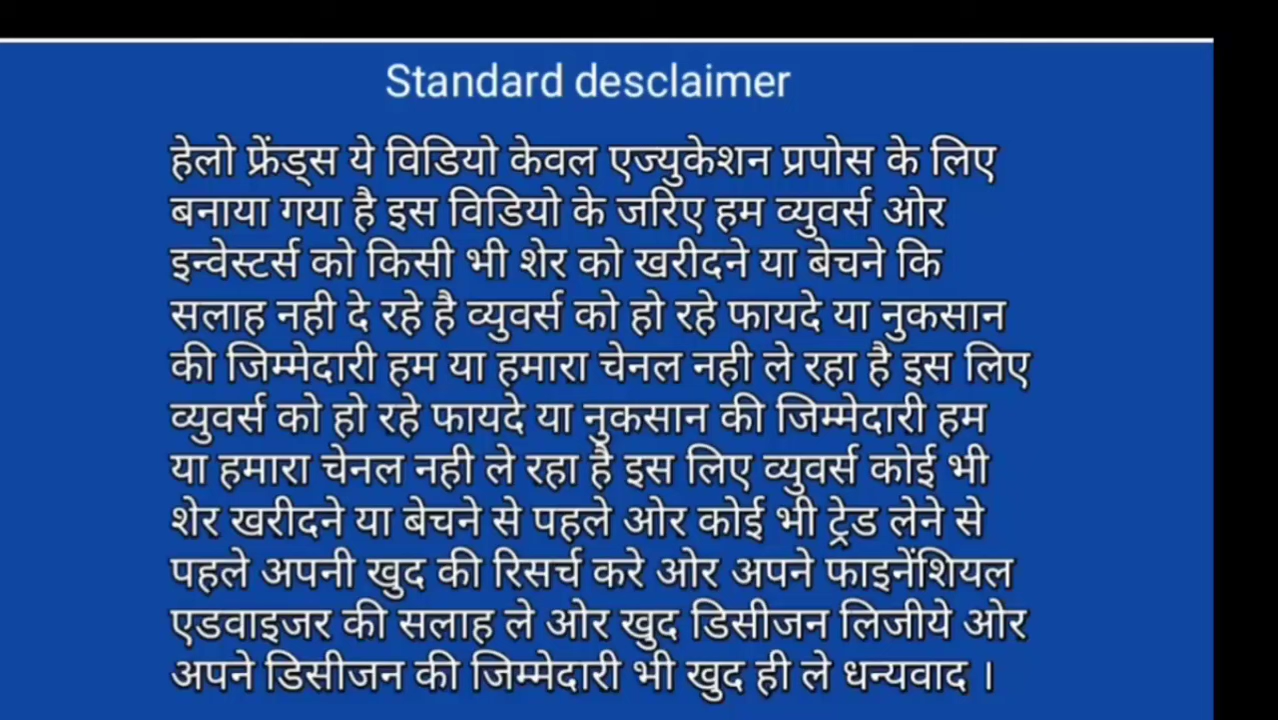 Standard desclaimer
हेलो फ्रेंड्स ये विडियो केवल एज्युकेशन प्रपोस के लिए
बनाया गया है इस विडियो के जरिए हम व्युवर्स ओर
इन्वेस्टर्स को किसी भी शेर को खरीदने या बेचने कि
सलाह नही दे रहे है व्युवर्स को हो रहे फायदे या नुकसान
की जिम्मेदारी हम या हमारा चेनल नही ले रहा है इस लिए
व्युवर्स को हो रहे फायदे या नुकसान की जिम्मेदारी हम
या हमारा चेनल नही ले रहा है इस लिए व्युवर्स कोई भी
शेर खरीदने या बेचने से पहले ओर कोई भी ट्रेड लेने से
पहले अपनी खुद की रिसर्च करे ओर अपने फाइनेंशियल
एडवाइजर की सलाह ले ओर खुद डिसीजन लिजीये ओर
अपने डिसीजन की जिम्मेदारी भी खुद ही ले धन्यवाद ।